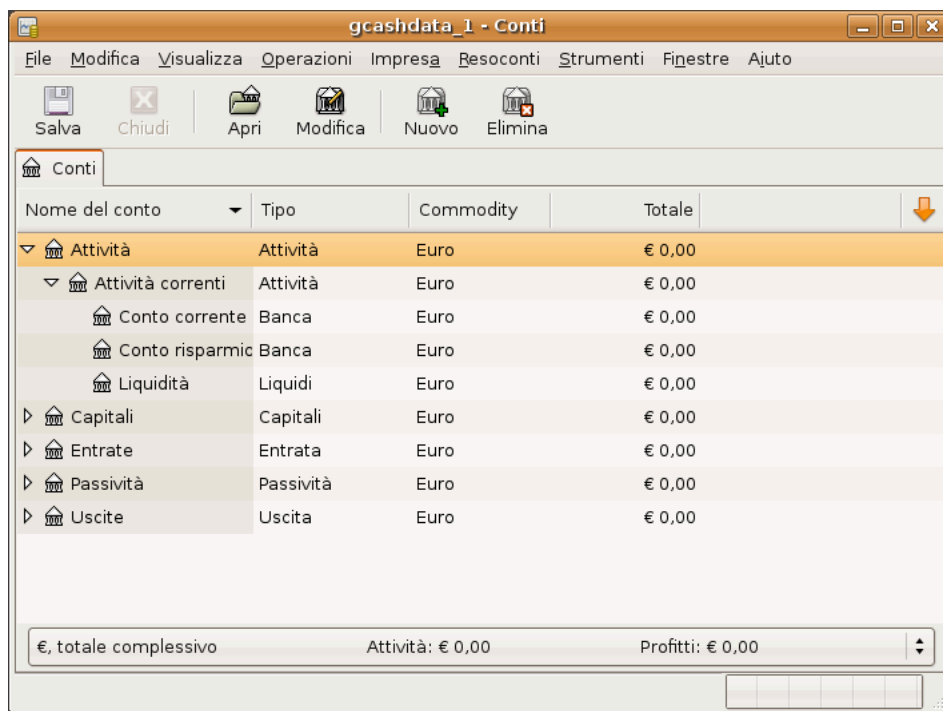 gcashdata_1 - Conti
File Modifica Visualizza Operazioni Impresa Resoconti Strumenti Finestre Aiuto
Salva Chiudi Apri Modifica Nuovo Elimina
Conti
Nome del conto Tipo Commodity Totale
Attività Attività Euro € 0,00
Attività correnti Attività Euro € 0,00
Conto corrente Banca Euro € 0,00
Conto risparmio Banca Euro € 0,00
Liquidità Liquidi Euro € 0,00
Capitali Capitali Euro € 0,00
Entrate Entrata Euro € 0,00
Passività Passività Euro € 0,00
Uscite Uscita Euro € 0,00
€, totale complessivo Attività: € 0,00 Profitti: € 0,00